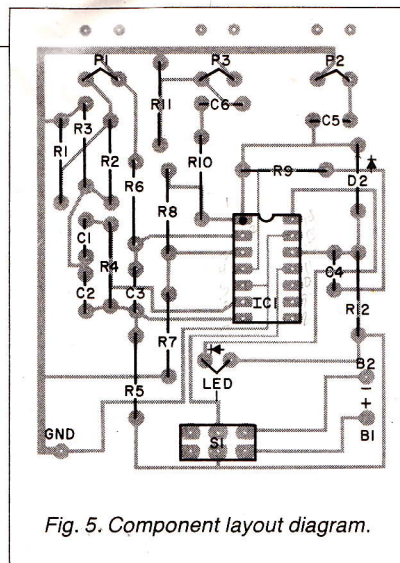 P1 P3 P2
R11 C6
R3 C5
R1 R2 R10
R6 R9 D2
R8
C1
R4 C4
C2 C3 IC1 R12
R7
LED B2
R5 −
+
GND S1 B1
Fig. 5. Component layout diagram.